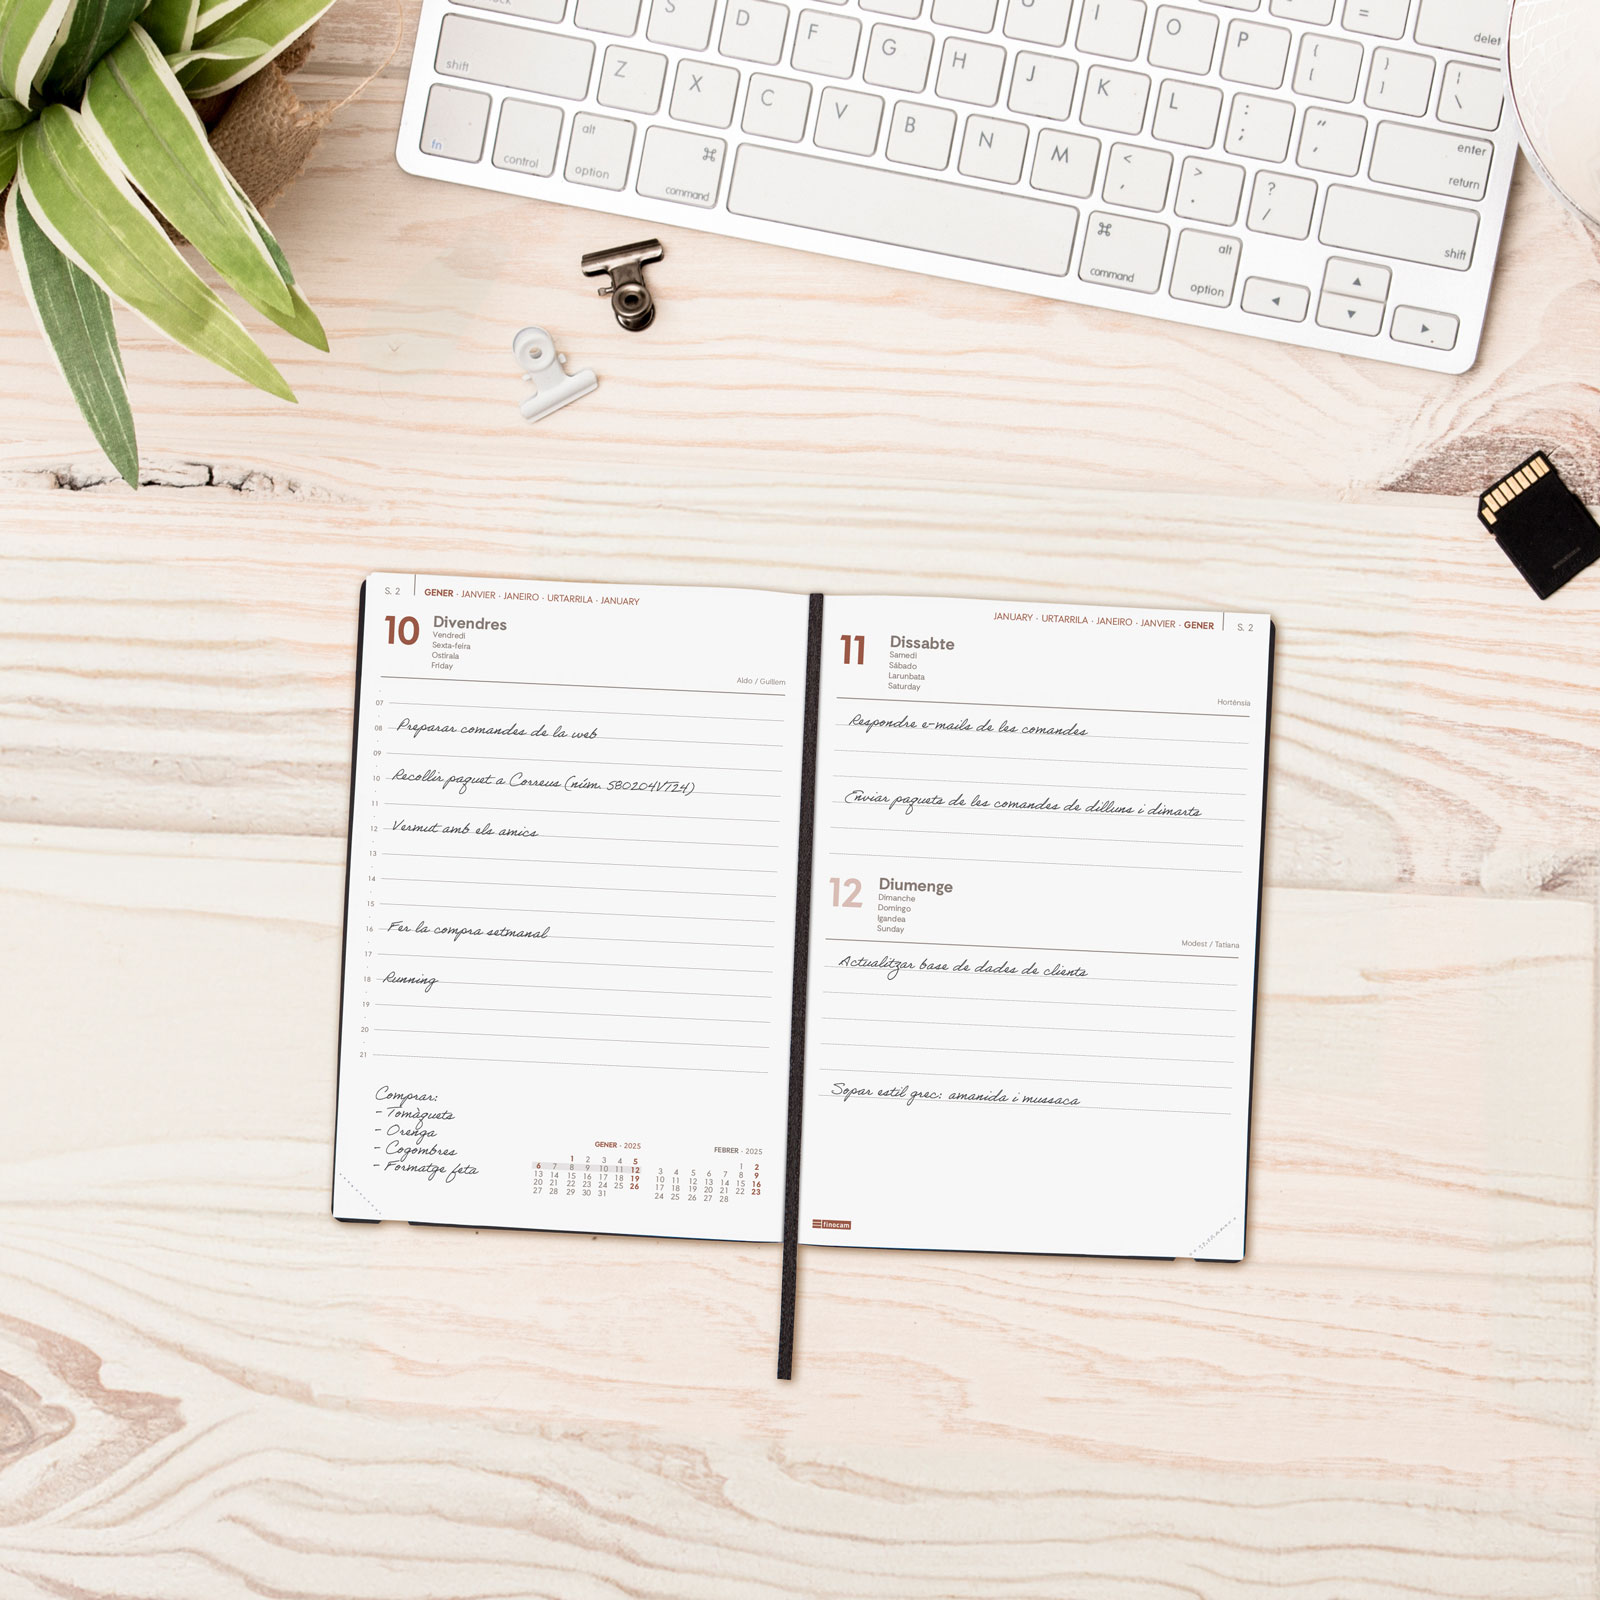 S
D
F
G
H
J
K
L
I
O
P
=
delete
shift
Z
X
C
V
B
N
M
<
,
>
.
?
/
:
;
"
,
{
[
}
]
|
\
enter
return
fn
control
alt
option
⌘
command
⌘
command
alt
option
shift
◀
▲
▼
▶
S. 2
GENER · JANVIER · JANEIRO · URTARRILA · JANUARY
10
Divendres
Vendredi
Sexta-feira
Ostirala
Friday
Aldo / Guillem
07
08 Preparar comandes de la web
09
10 Recollir paquet a Correus (núm. 580204VT24)
11
12 Vermut amb els amics
13
14
15
16 Fer la compra setmanal
17
18 Running
19
20
21
Comprar:
- Tomàquets
- Orenga
- Cogombres
- Formatge feta
GENER · 2025
1 2 3 4 5
6 7 8 9 10 11 12
13 14 15 16 17 18 19
20 21 22 23 24 25 26
27 28 29 30 31
FEBRER · 2025
1 2
3 4 5 6 7 8 9
10 11 12 13 14 15 16
17 18 19 20 21 22 23
24 25 26 27 28
JANUARY · URTARRILA · JANEIRO · JANVIER · GENER
S. 2
11
Dissabte
Samedi
Sábado
Larunbata
Saturday
Hortènsia
Respondre e-mails de les comandes
Enviar paquets de les comandes de dilluns i dimarts
12
Diumenge
Dimanche
Domingo
Igandea
Sunday
Modest / Tatiana
Actualitzar base de dades de clients
Sopar estil grec: amanida i mussaca
finocam